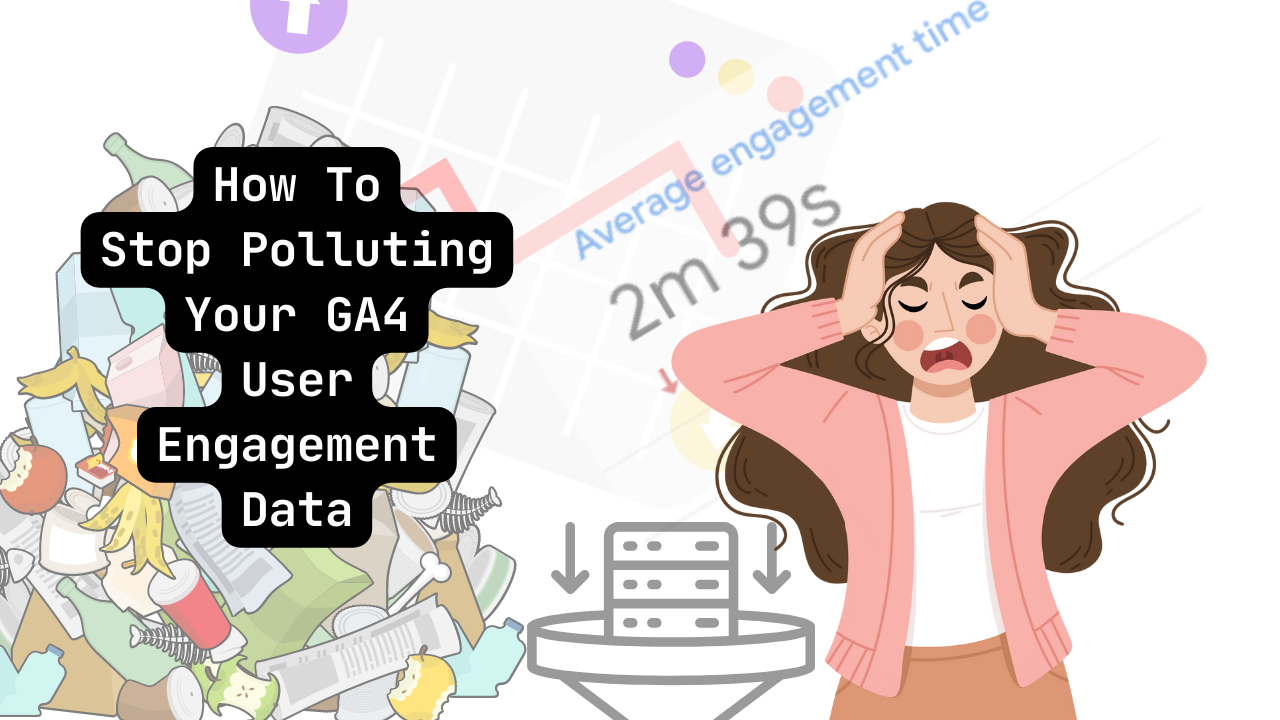 How To
Stop Polluting
Your GA4
User
Engagement
Data
Average engagement time
2m 39s